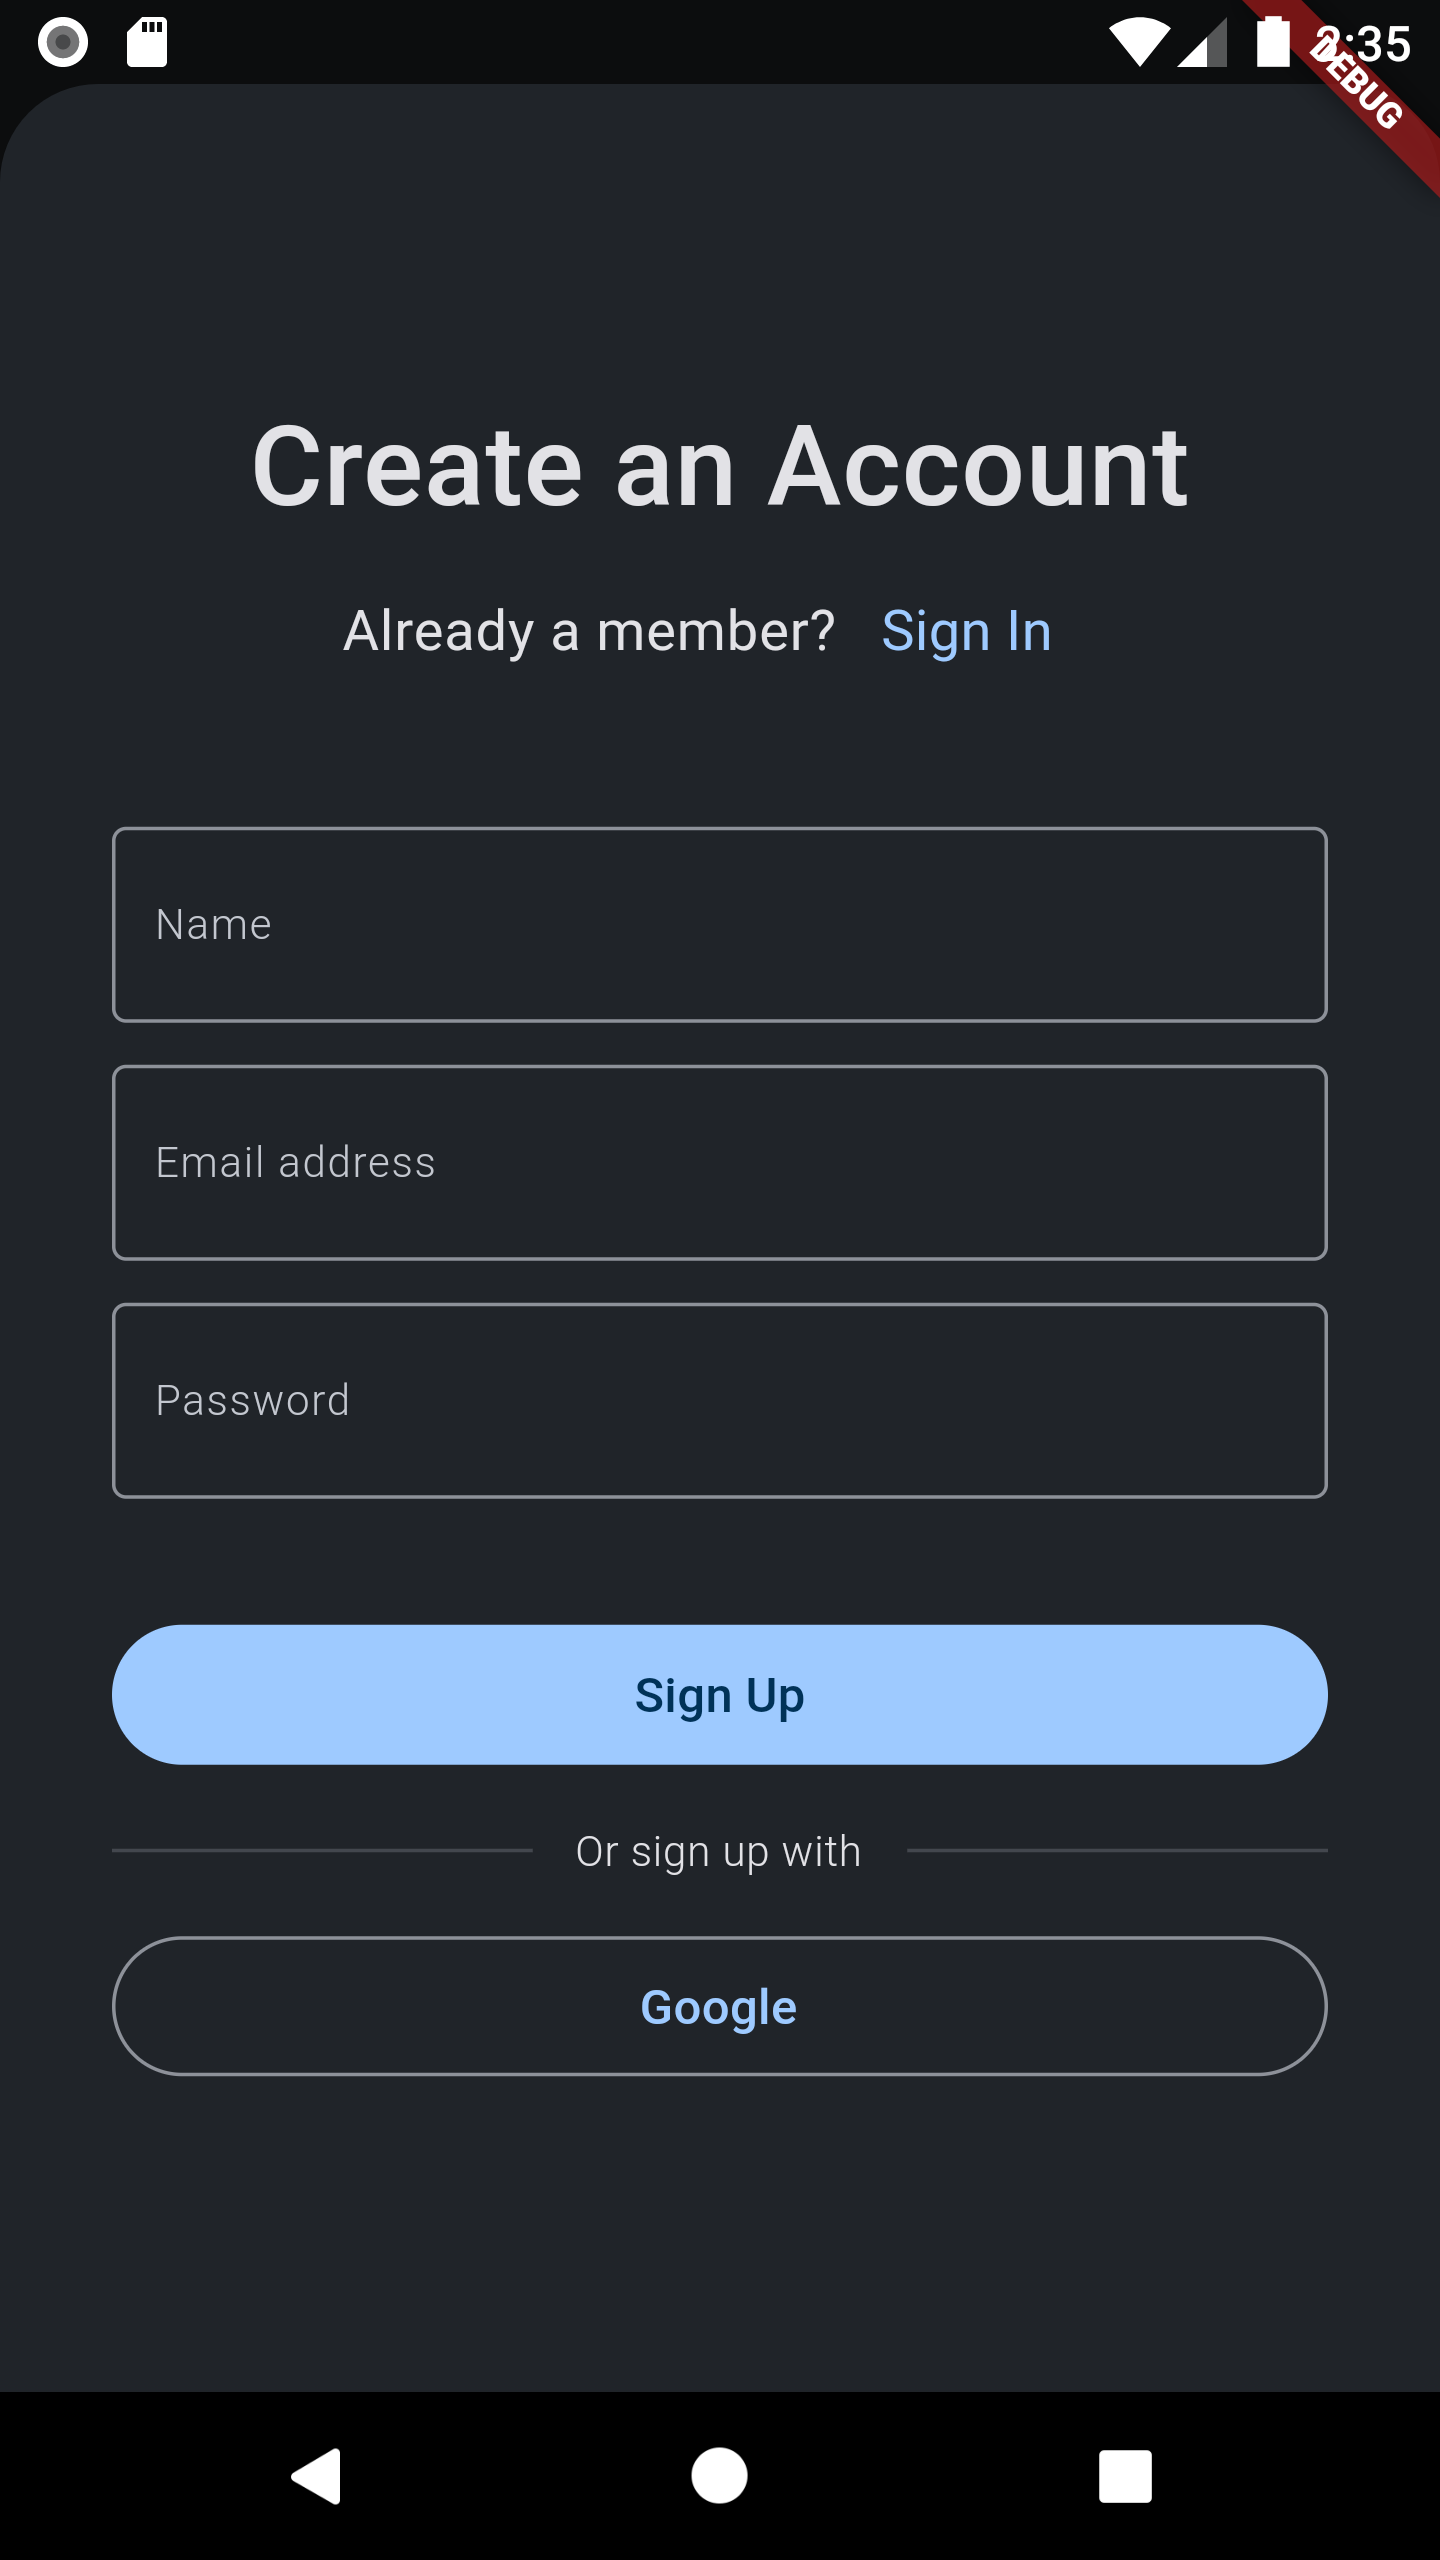 2:35
DEBUG
Create an Account
Already a member? Sign In
Name
Email address
Password
Sign Up
Or sign up with
Google